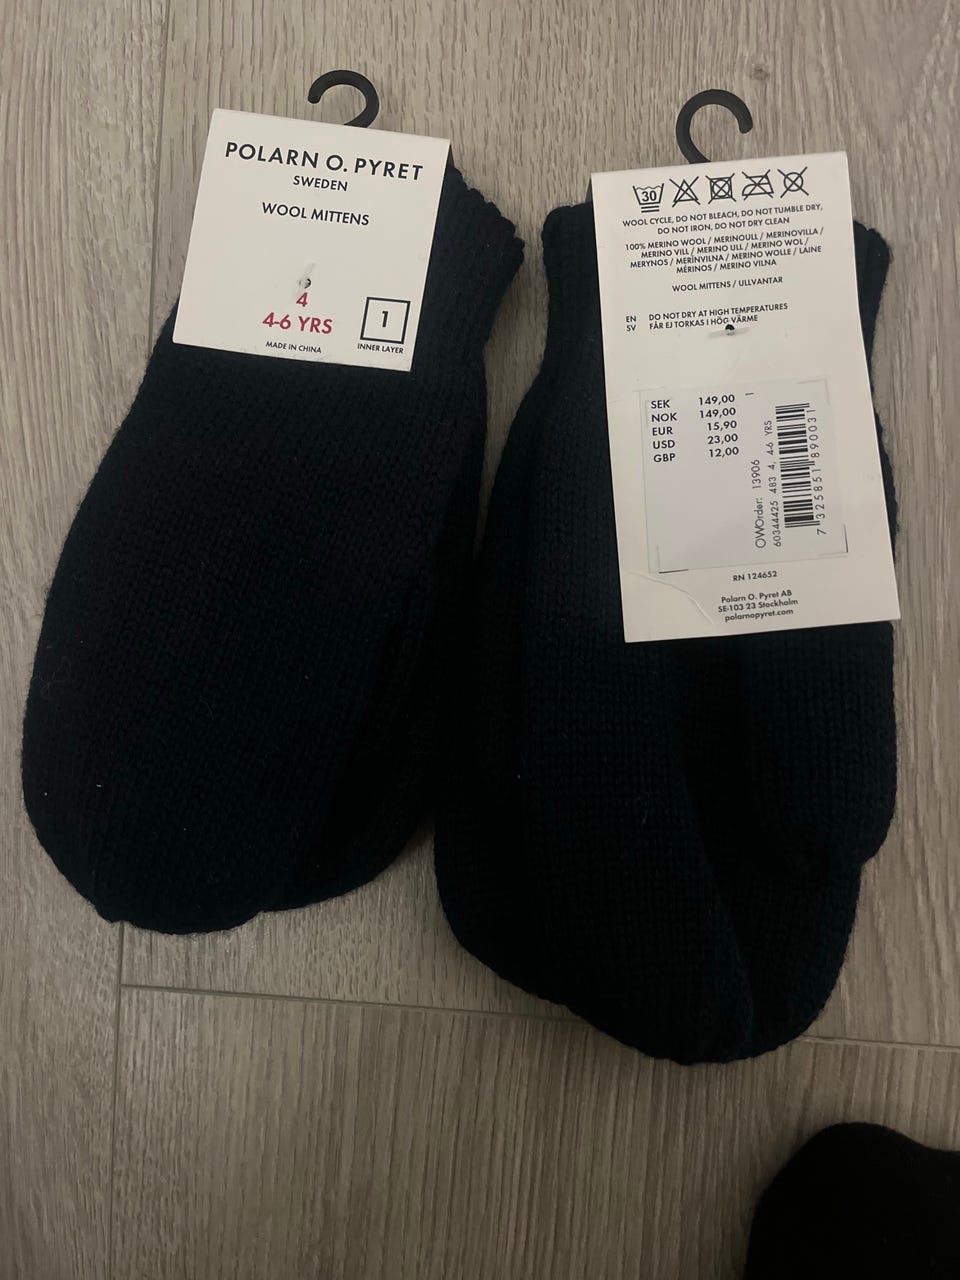 POLARN O. PYRET
SWEDEN
WOOL MITTENS
4
4-6 YRS
MADE IN CHINA
1
INNER LAYER
30
WOOL CYCLE, DO NOT BLEACH, DO NOT TUMBLE DRY,
DO NOT IRON, DO NOT DRY CLEAN
100% MERINO WOOL / MERINOULL / MERINOVILLA /
MERINO VILL / MERINO ULL / MERINO WOL /
MERYNOS / MERÍNVILNA / MERINO WOLLE / LAINE
MÉRINOS / MERINO VILNA
WOOL MITTENS / ULLVANTAR
EN DO NOT DRY AT HIGH TEMPERATURES
SV FÅR EJ TORKAS I HÖG VÄRME
SEK 149,00
NOK 149,00
EUR 15,90
USD 23,00
GBP 12,00
OWOrder: 13906
60344425 483 4, 4-6 YRS
7 325851 890031
RN 124652
Polarn O. Pyret AB
SE-103 23 Stockholm
polarnopyret.com